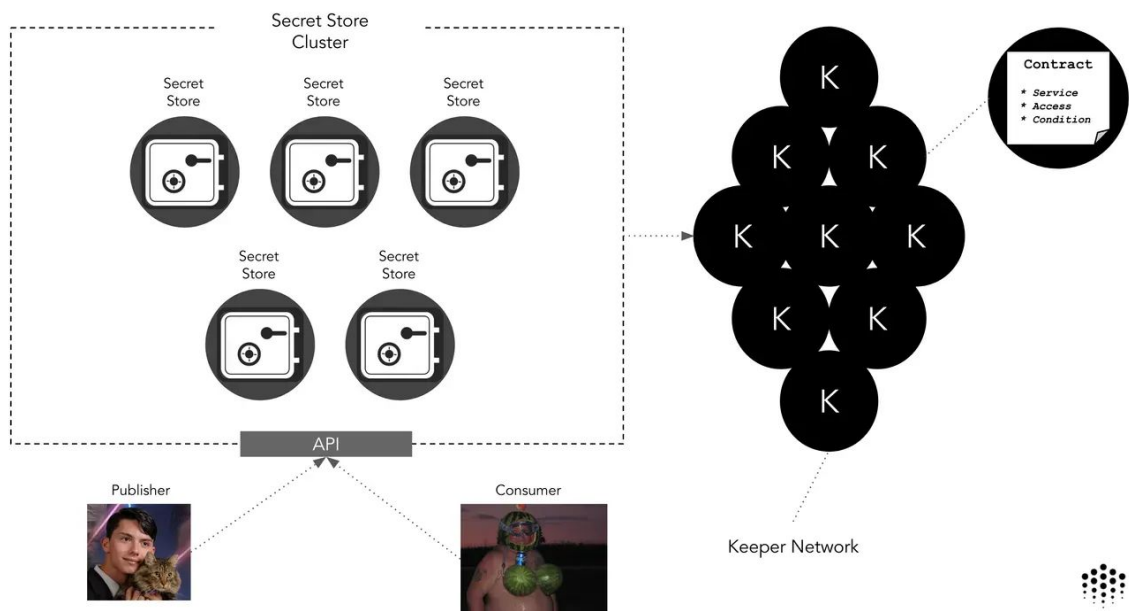 Secret Store
Cluster
Secret
Store
Secret
Store
Secret
Store
Secret
Store
Secret
Store
API
Publisher
Consumer
K
K
K
K
K
K
K
K
K
Contract
* Service
* Access
* Condition
Keeper Network